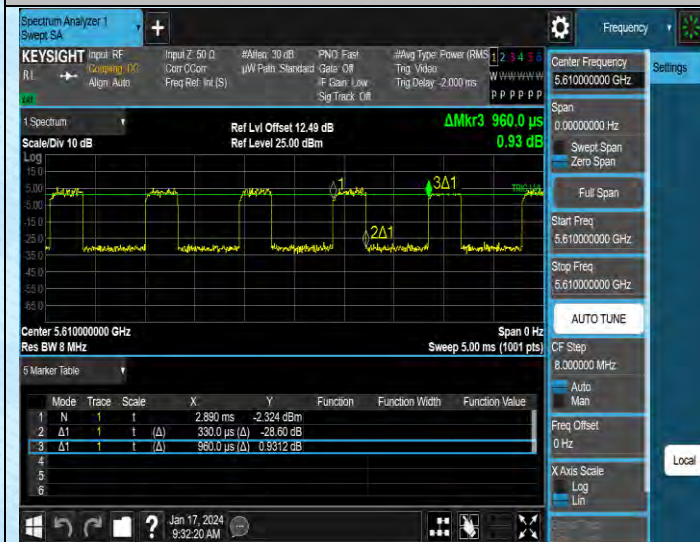 Spectrum Analyzer 1
Swept SA
+
Frequency
KEYSIGHT Input: RF
Coupling: DC
Align: Auto
RL
Input Z: 50 Ω
Corr CCorr
Freq Ref: Int (S)
#Atten: 30 dB
µW Path: Standard
PNO: Fast
Gate: Off
IF Gain: Low
Sig Track: Off
#Avg Type: Power (RMS)
Trig: Video
Trig Delay: -2.000 ms
1 2 3 4 5 6
W W W W W W
P P P P P P
1 Spectrum
Scale/Div 10 dB
Ref Lvl Offset 12.49 dB
Ref Level 25.00 dBm
ΔMkr3 960.0 µs
0.93 dB
Log
15.0
5.00
-5.00
-15.0
-25.0
-35.0
-45.0
-55.0
-65.0
1
3Δ1
2Δ1
TRIG LVL
Center 5.610000000 GHz
Res BW 8 MHz
Span 0 Hz
Sweep 5.00 ms (1001 pts)
5 Marker Table
Mode Trace Scale X Y Function Function Width Function Value
1 N 1 t 2.890 ms -2.324 dBm
2 Δ1 1 t (Δ) 330.0 µs (Δ) -28.60 dB
3 Δ1 1 t (Δ) 960.0 µs (Δ) 0.9312 dB
4
5
6
?
Jan 17, 2024
9:32:20 AM
Center Frequency
5.610000000 GHz
Span
0.00000000 Hz
Swept Span
Zero Span
Full Span
Start Freq
5.610000000 GHz
Stop Freq
5.610000000 GHz
AUTO TUNE
CF Step
8.000000 MHz
Auto
Man
Freq Offset
0 Hz
X Axis Scale
Log
Lin
Settings
Local